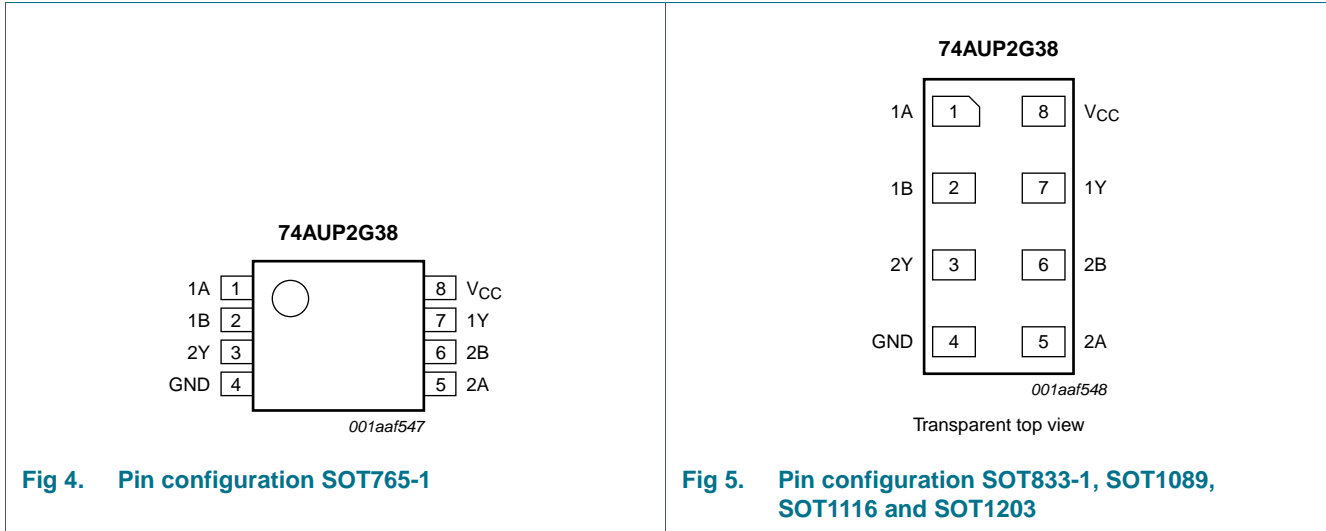 74AUP2G38
1A 1 8 VCC
1B 2 7 1Y
2Y 3 6 2B
GND 4 5 2A
001aaf547
Fig 4. Pin configuration SOT765-1
74AUP2G38
1A 1 8 VCC
1B 2 7 1Y
2Y 3 6 2B
GND 4 5 2A
001aaf548
Transparent top view
Fig 5. Pin configuration SOT833-1, SOT1089,
SOT1116 and SOT1203